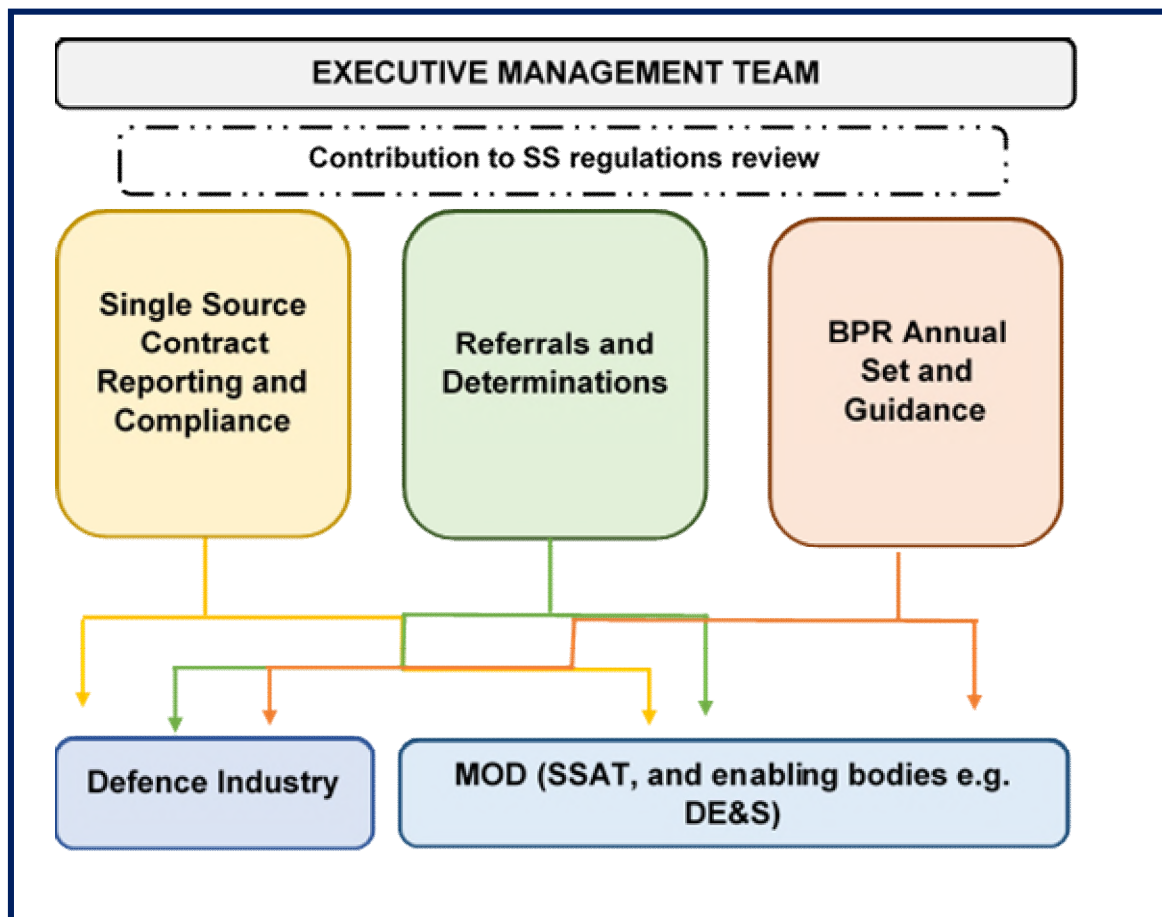 EXECUTIVE MANAGEMENT TEAM
Contribution to SS regulations review
Single Source
Contract
Reporting and
Compliance
Referrals and
Determinations
BPR Annual
Set and
Guidance
Defence Industry
MOD (SSAT, and enabling bodies e.g.
DE&S)